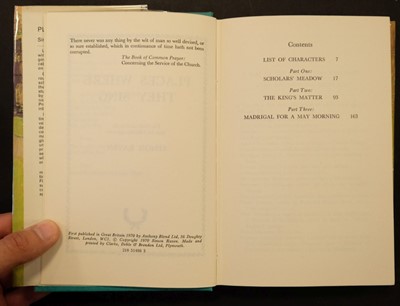 There never was any thing by the wit of man so well devised, or
so sure established, which in continuance of time hath not been
corrupted.
The Book of Common Prayer:
Concerning the Service of the Church.
First published in Great Britain 1970 by Anthony Blond Ltd, 56 Doughty
Street, London, WC1. © Copyright 1970 Simon Raven. Made and
printed by Clarke, Doble & Brendon Ltd, Plymouth.
Contents
LIST OF CHARACTERS 7
Part One:
SCHOLARS' MEADOW 17
Part Two:
THE KING'S MATTER 93
Part Three:
MADRIGAL FOR A MAY MORNING 163